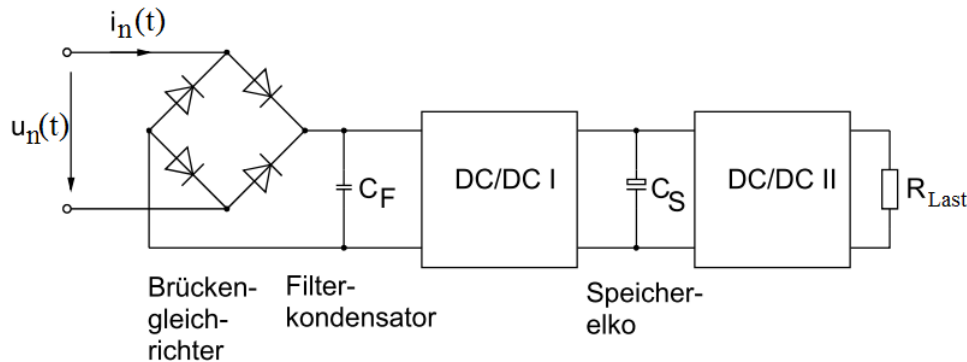 i_n(t)
u_n(t)
C_F
DC/DC I
C_S
DC/DC II
R_Last
Brücken-
gleich-
richter
Filter-
kondensator
Speicher-
elko